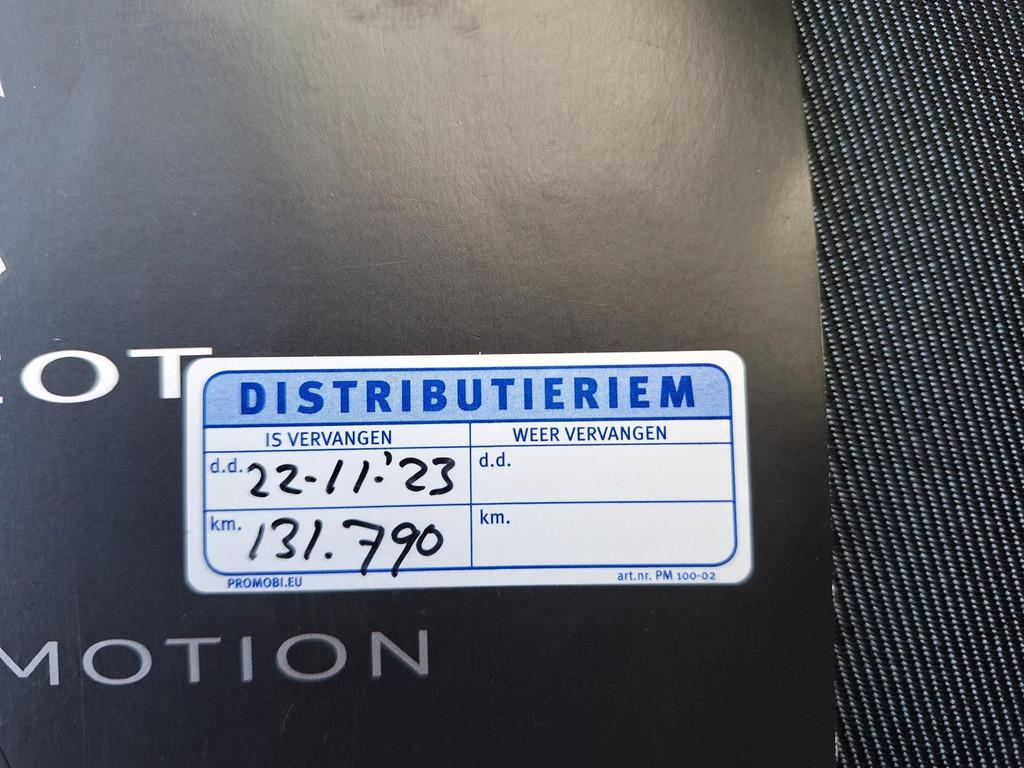 EOT
DISTRIBUTIERIEM
IS VERVANGEN
WEER VERVANGEN
d.d. 22-11-'23
d.d.
km. 131.790
km.
PROMOBI.EU
art.nr. PM 100-02
MOTION